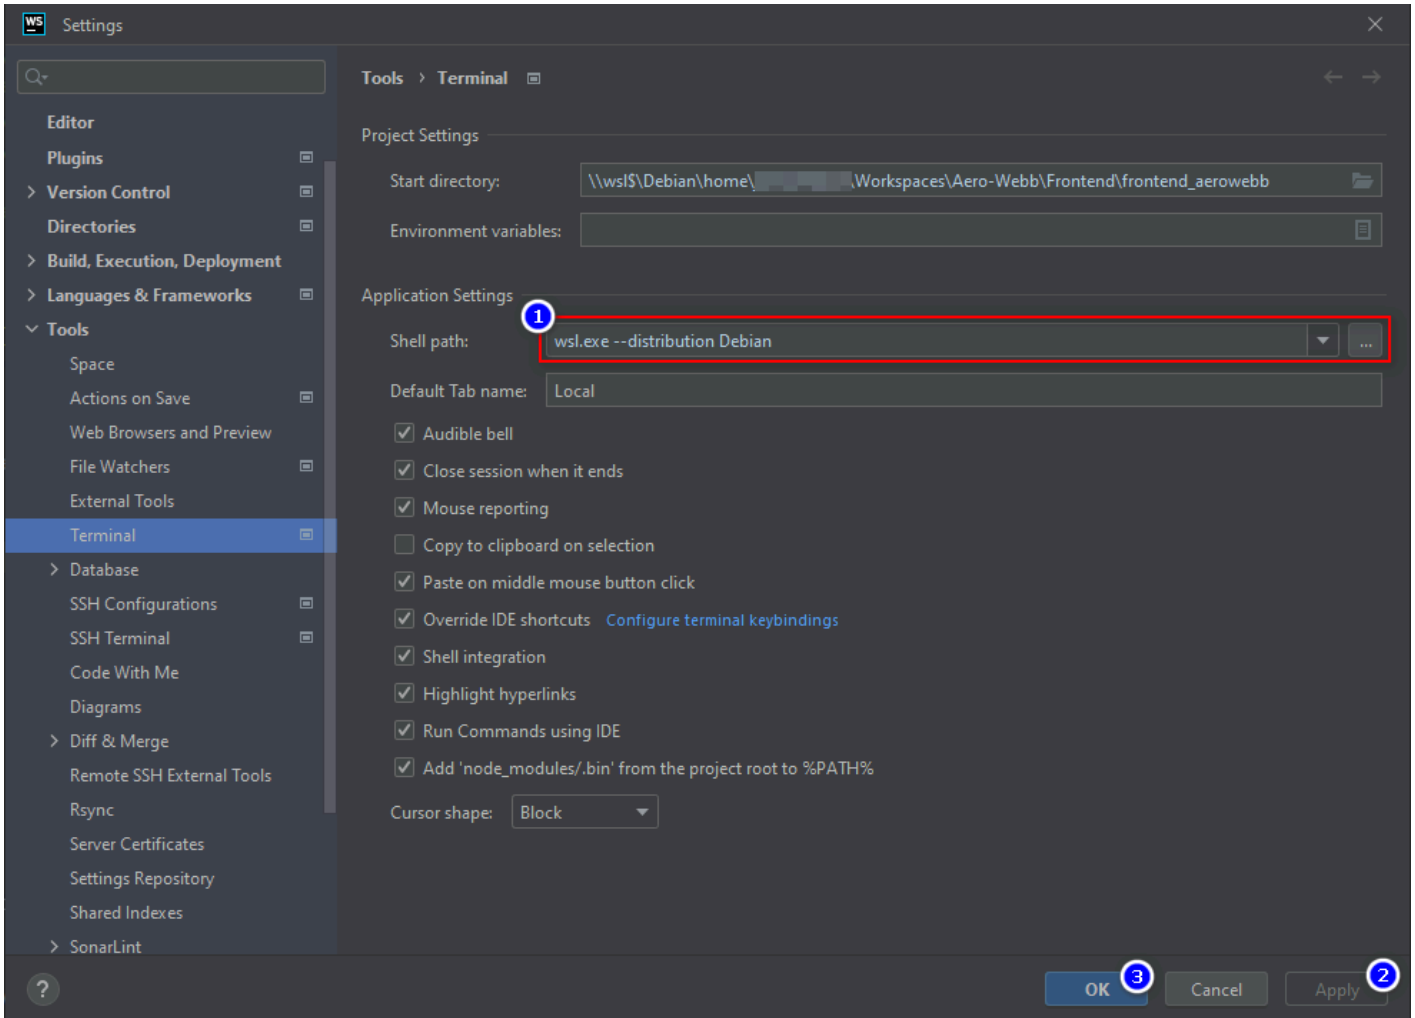 WS Settings
Editor
Plugins
Version Control
Directories
Build, Execution, Deployment
Languages & Frameworks
Tools
Space
Actions on Save
Web Browsers and Preview
File Watchers
External Tools
Terminal
Database
SSH Configurations
SSH Terminal
Code With Me
Diagrams
Diff & Merge
Remote SSH External Tools
Rsync
Server Certificates
Settings Repository
Shared Indexes
SonarLint
Tools › Terminal
Project Settings
Start directory: \\wsl$\Debian\home\ \Workspaces\Aero-Webb\Frontend\frontend_aerowebb
Environment variables:
Application Settings
1
Shell path: wsl.exe --distribution Debian ...
Default Tab name: Local
Audible bell
Close session when it ends
Mouse reporting
Copy to clipboard on selection
Paste on middle mouse button click
Override IDE shortcuts Configure terminal keybindings
Shell integration
Highlight hyperlinks
Run Commands using IDE
Add 'node_modules/.bin' from the project root to %PATH%
Cursor shape: Block
? OK 3 Cancel Apply 2